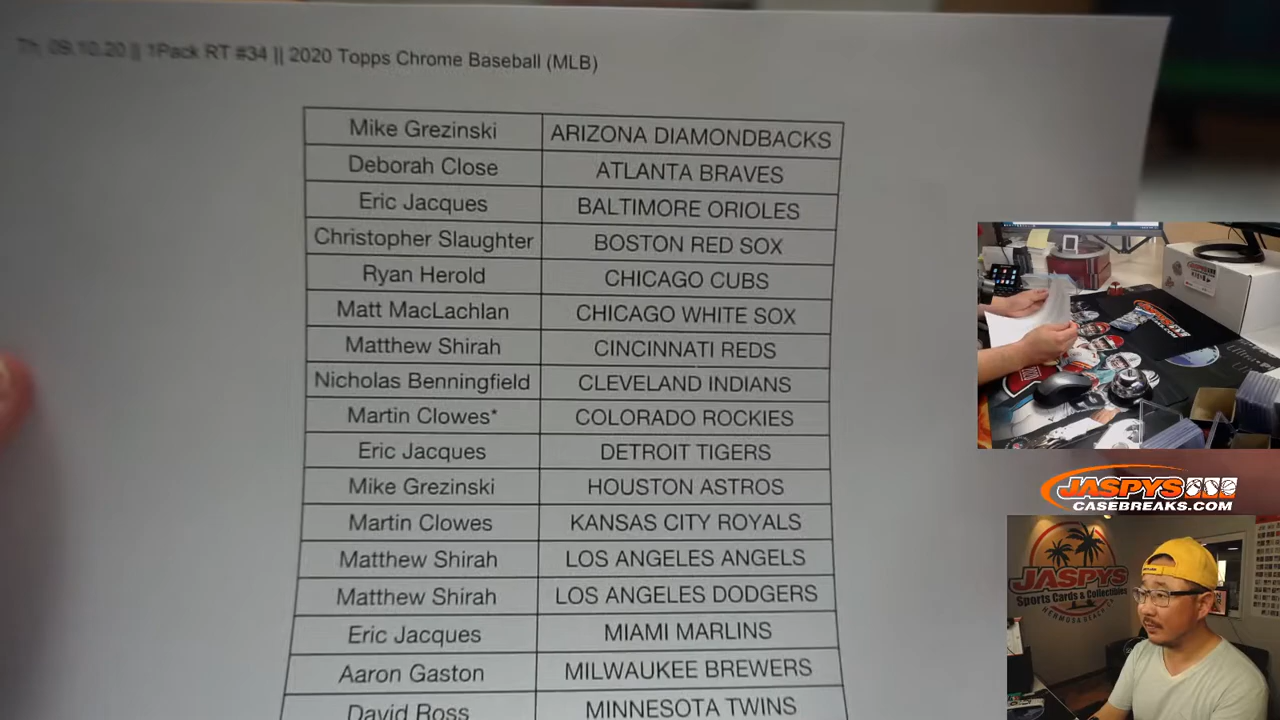 Th, 09.10.20 || 1Pack RT #34 || 2020 Topps Chrome Baseball (MLB)
Mike Grezinski ARIZONA DIAMONDBACKS
Deborah Close ATLANTA BRAVES
Eric Jacques BALTIMORE ORIOLES
Christopher Slaughter BOSTON RED SOX
Ryan Herold CHICAGO CUBS
Matt MacLachlan CHICAGO WHITE SOX
Matthew Shirah CINCINNATI REDS
Nicholas Benningfield CLEVELAND INDIANS
Martin Clowes* COLORADO ROCKIES
Eric Jacques DETROIT TIGERS
Mike Grezinski HOUSTON ASTROS
Martin Clowes KANSAS CITY ROYALS
Matthew Shirah LOS ANGELES ANGELS
Matthew Shirah LOS ANGELES DODGERS
Eric Jacques MIAMI MARLINS
Aaron Gaston MILWAUKEE BREWERS
David Ross MINNESOTA TWINS
JASPYS
CASEBREAKS.COM
JASPYS
Sports Cards & Collectibles
HERMOSA BEACH, CA